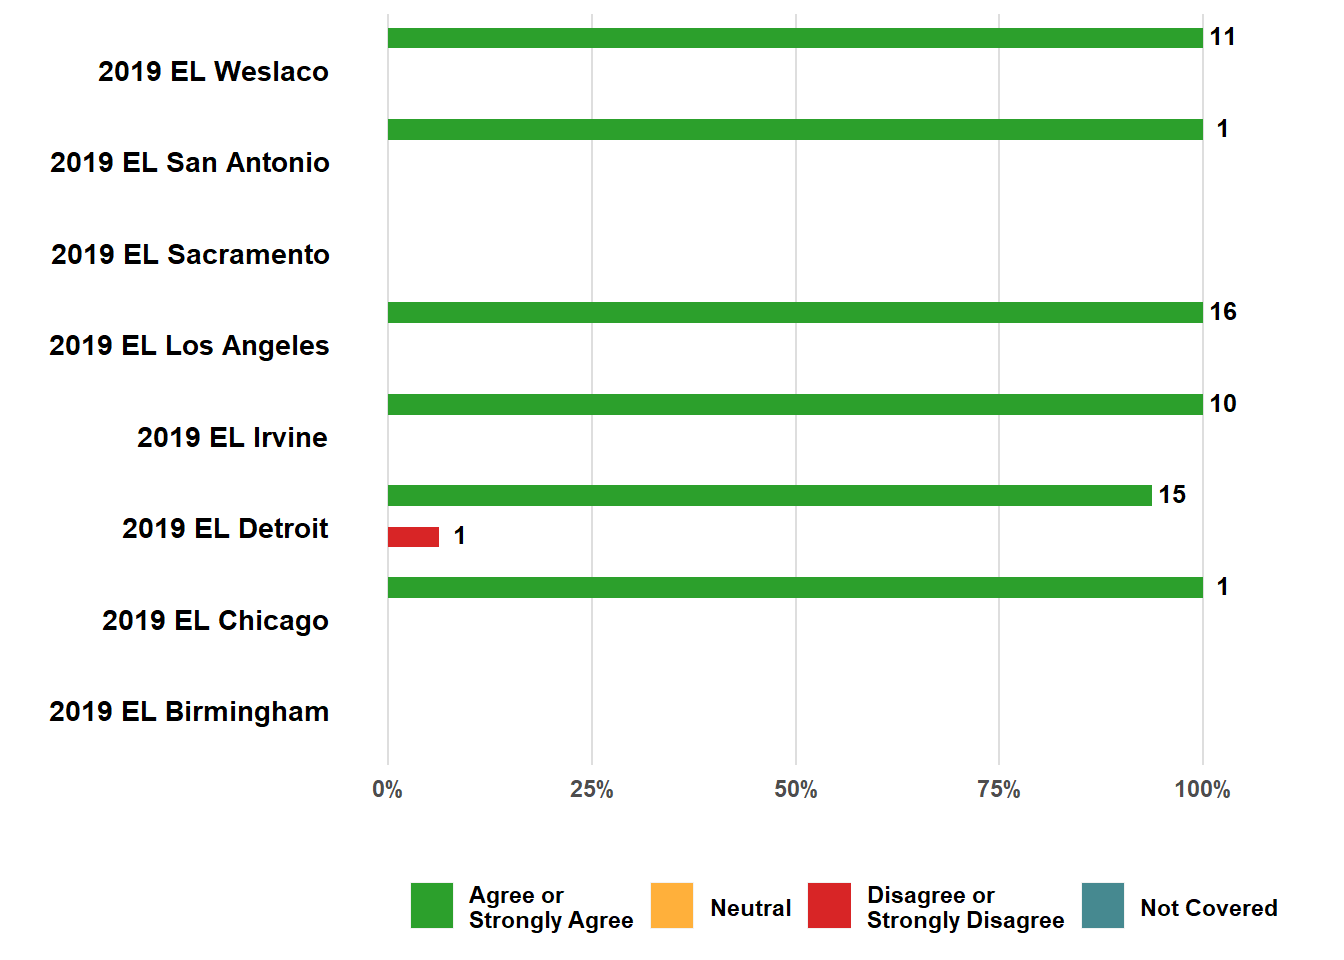 11
2019 EL Weslaco
1
2019 EL San Antonio
2019 EL Sacramento
16
2019 EL Los Angeles
10
2019 EL Irvine
15
2019 EL Detroit
1
1
2019 EL Chicago
2019 EL Birmingham
0% 25% 50% 75% 100%
Agree or
Strongly Agree
Neutral
Disagree or
Strongly Disagree
Not Covered